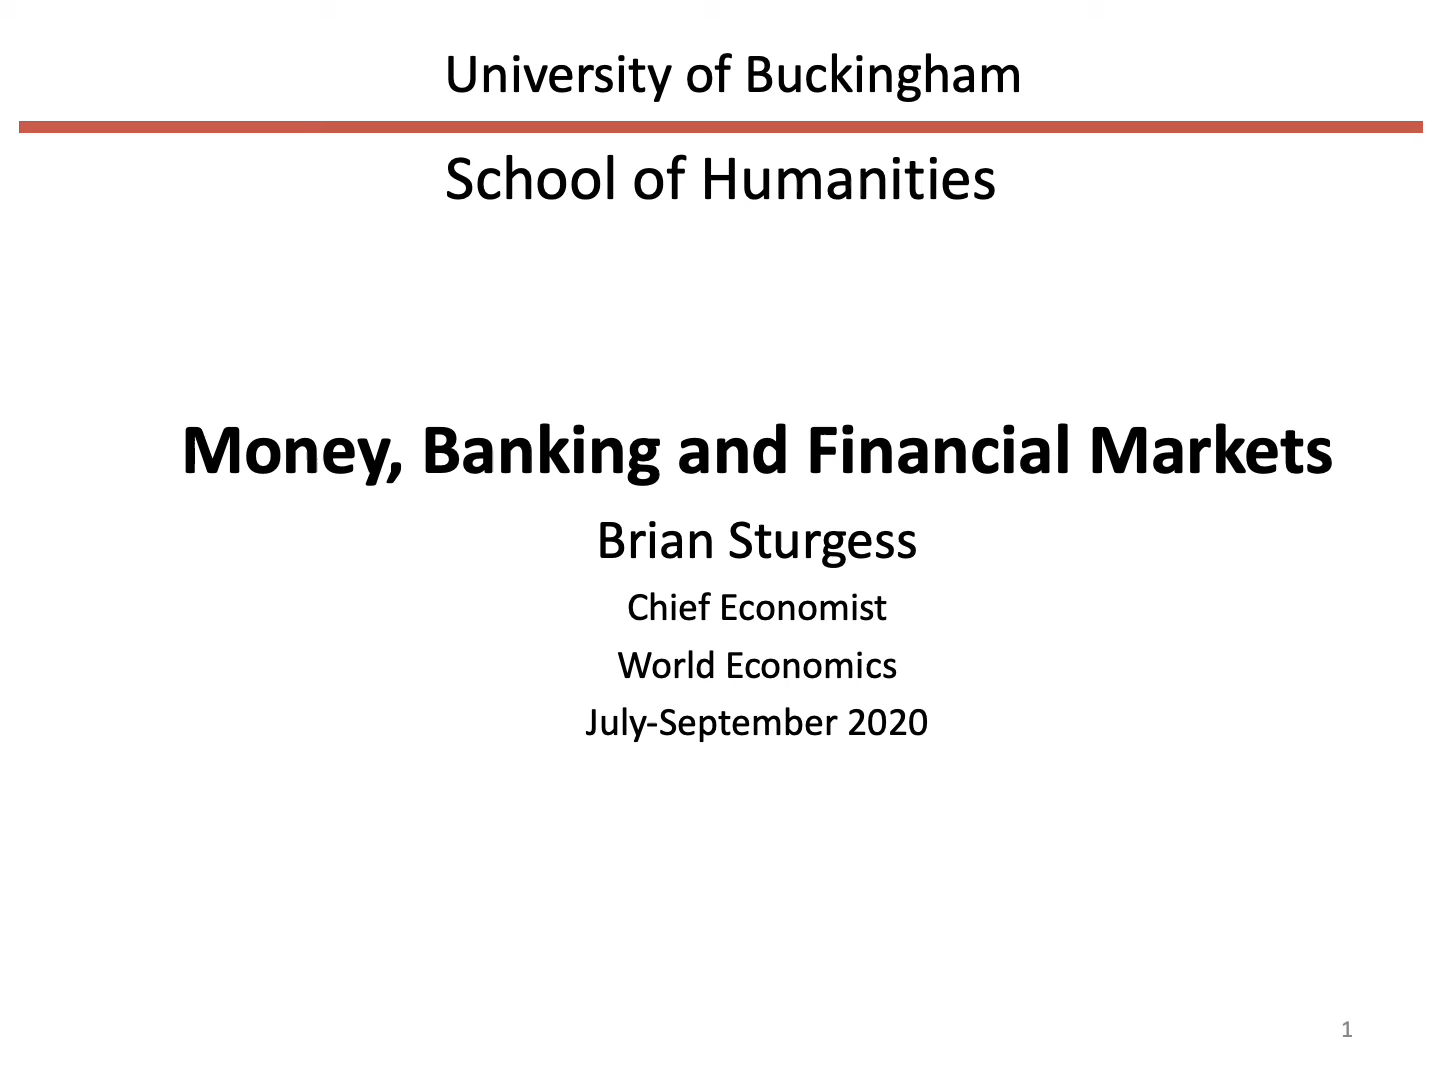 University of Buckingham
School of Humanities
Money, Banking and Financial Markets
Brian Sturgess
Chief Economist
World Economics
July-September 2020
1